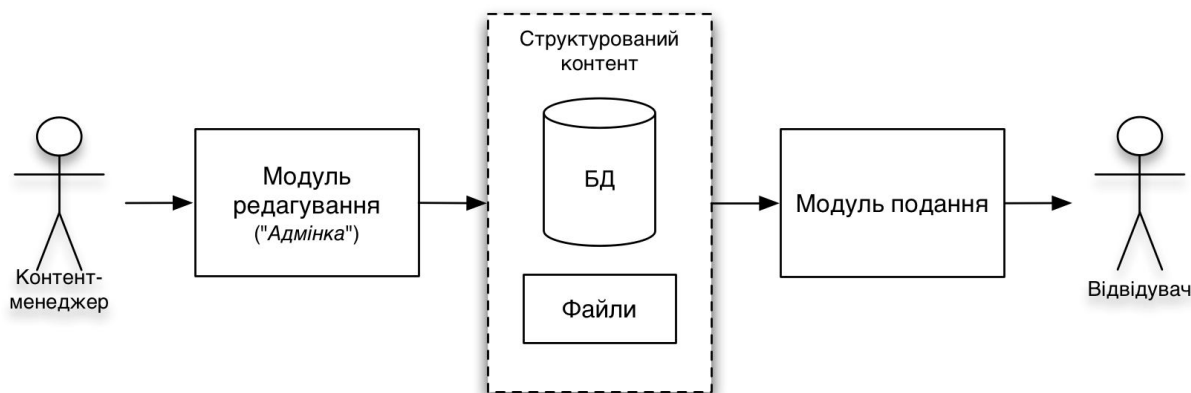 Контент-
менеджер
Модуль
редагування
("Адмінка")
Структурований
контент
БД
Файли
Модуль подання
Відвідувач